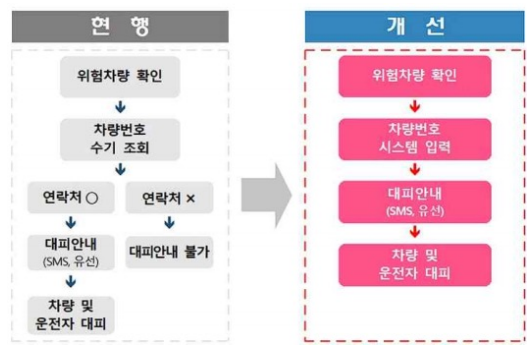 현 행
위험차량 확인
차량번호
수기 조회
연락처 ○
연락처 ×
대피안내
(SMS, 유선)
대피안내 불가
차량 및
운전자 대피
개 선
위험차량 확인
차량번호
시스템 입력
대피안내
(SMS, 유선)
차량 및
운전자 대피